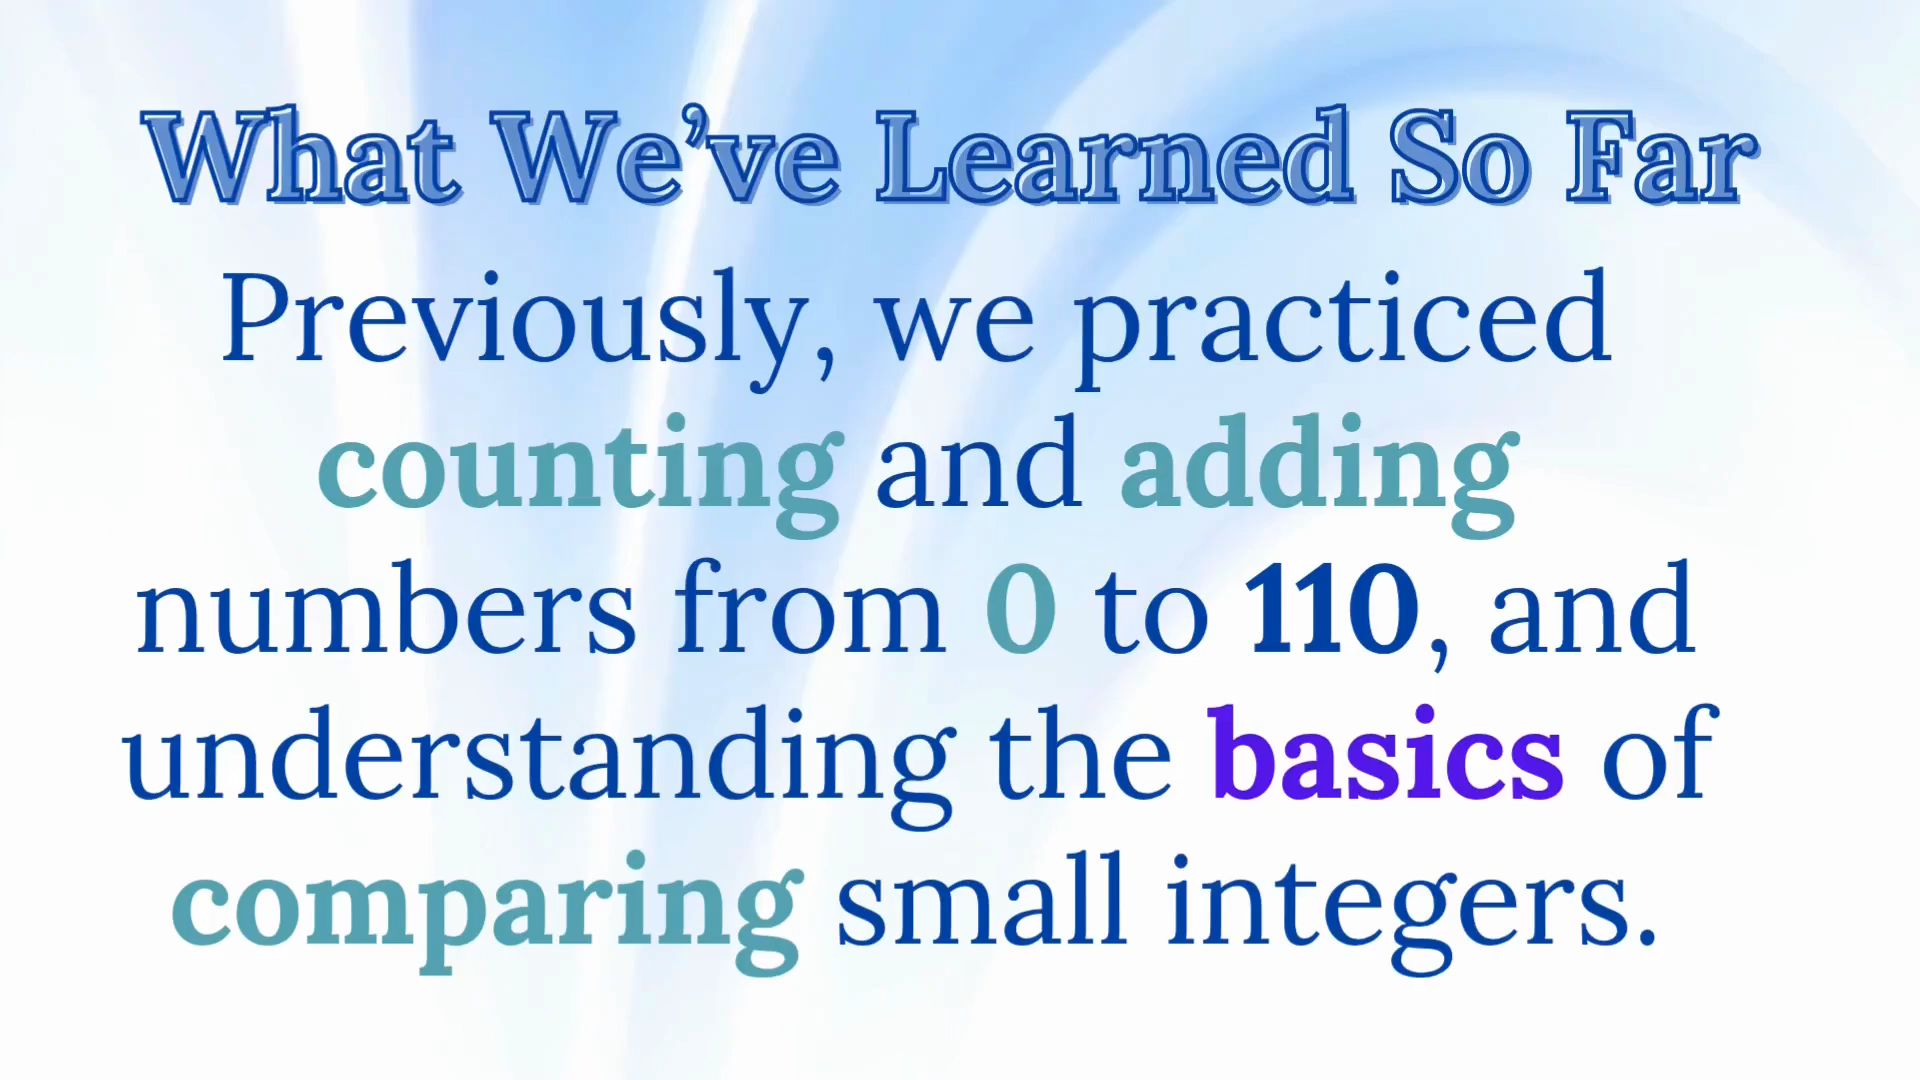 What We’ve Learned So Far
Previously, we practiced
counting and adding
numbers from 0 to 110, and
understanding the basics of
comparing small integers.